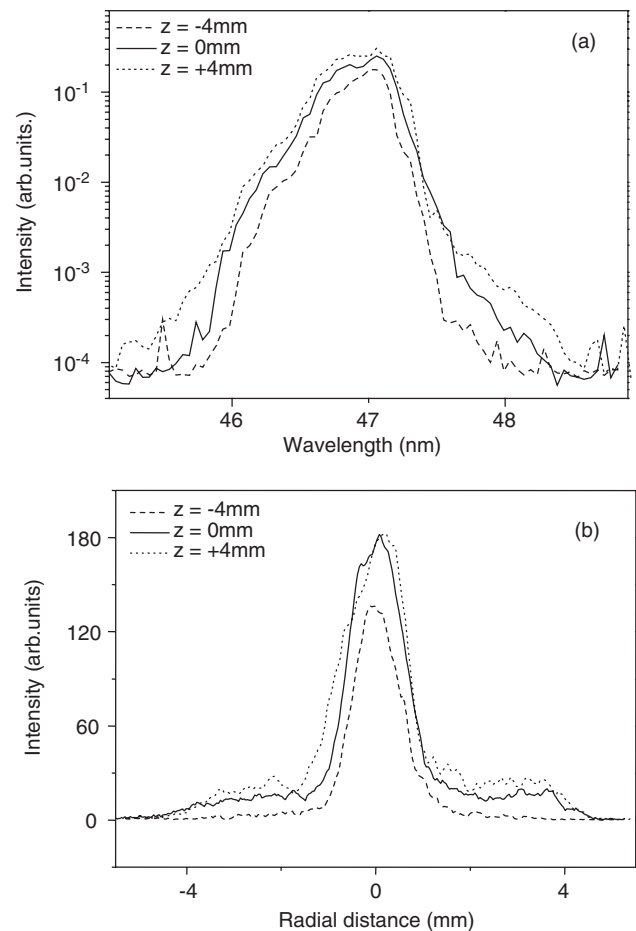 z = -4mm
z = 0mm
z = +4mm
(a)
10-1
10-2
10-3
10-4
Intensity (arb.units.)
46
47
48
Wavelength (nm)
z = -4mm
z = 0mm
z = +4mm
(b)
180
120
60
0
Intensity (arb.units)
-4
0
4
Radial distance (mm)